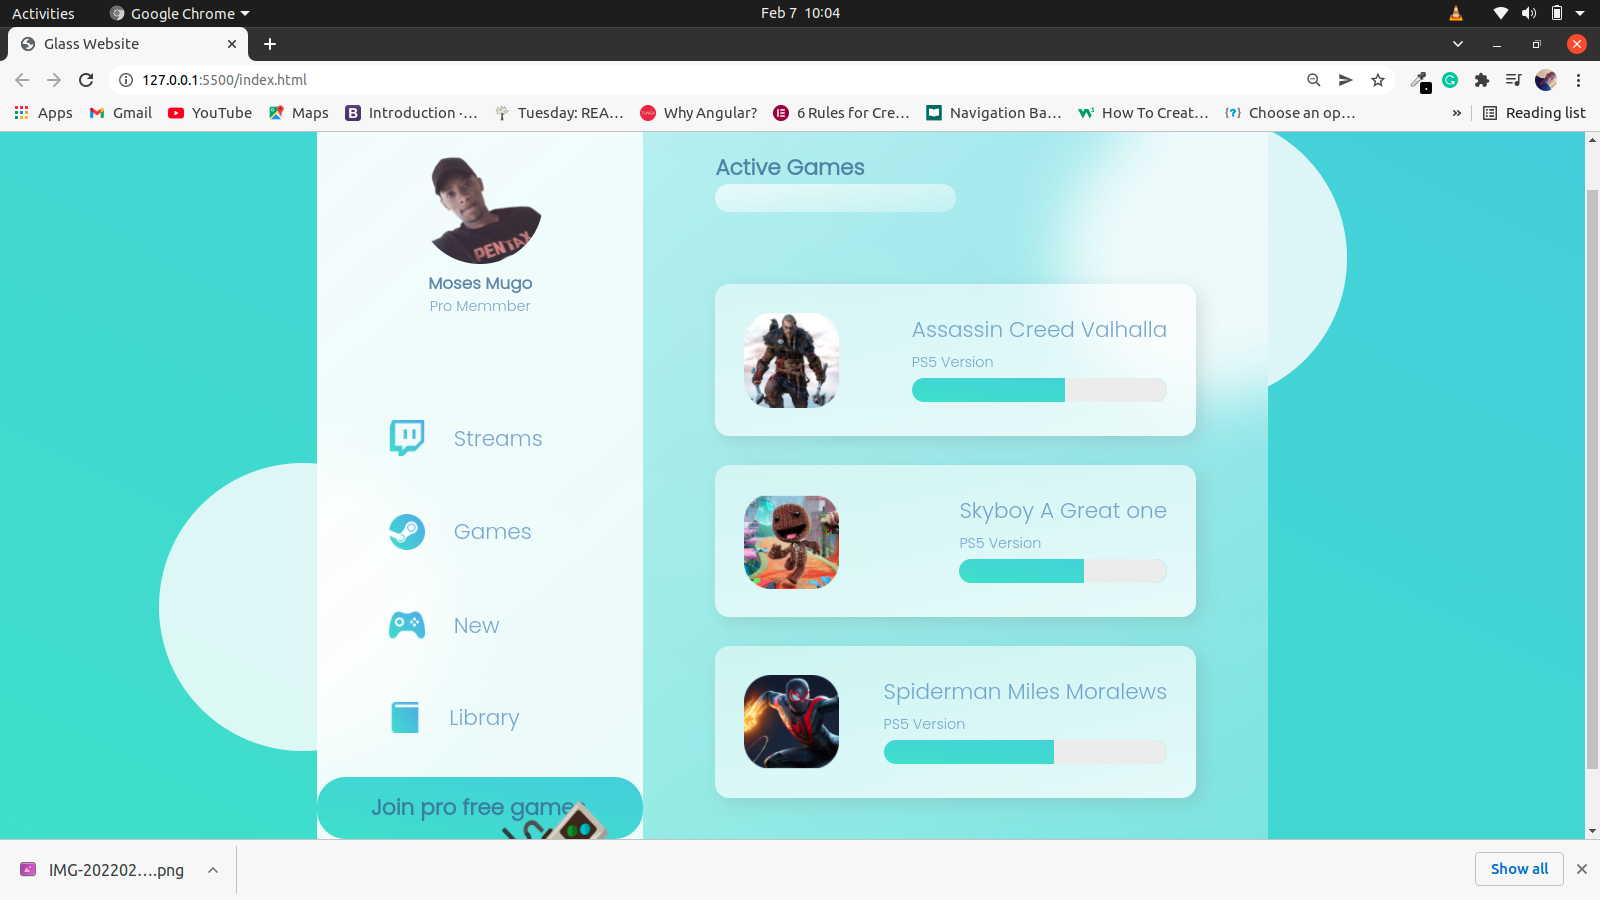 Activities
Google Chrome
Feb 7 10:04
Glass Website
127.0.0.1:5500/index.html
Apps
Gmail
YouTube
Maps
Introduction ·...
Tuesday: REA...
Why Angular?
6 Rules for Cre...
Navigation Ba...
How To Creat...
Choose an op...
»
Reading list
PENTAX
Moses Mugo
Pro Memmber
Streams
Games
New
Library
Join pro free games
Active Games
Assassin Creed Valhalla
PS5 Version
Skyboy A Great one
PS5 Version
Spiderman Miles Moralews
PS5 Version
IMG-202202....png
Show all